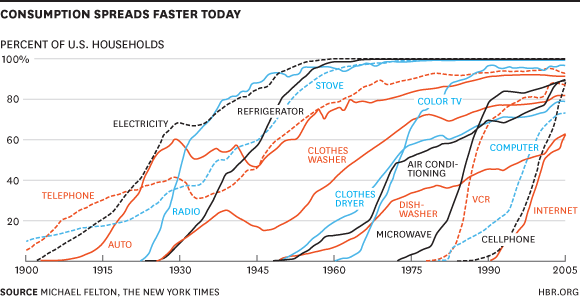 CONSUMPTION SPREADS FASTER TODAY
PERCENT OF U.S. HOUSEHOLDS
100%
80
60
40
20
ELECTRICITY
TELEPHONE
AUTO
RADIO
REFRIGERATOR
STOVE
CLOTHES
WASHER
CLOTHES
DRYER
COLOR TV
AIR CONDI-
TIONING
DISH-
WASHER
MICROWAVE
VCR
COMPUTER
CELLPHONE
INTERNET
1900
1915
1930
1945
1960
1975
1990
2005
SOURCE MICHAEL FELTON, THE NEW YORK TIMES
HBR.ORG